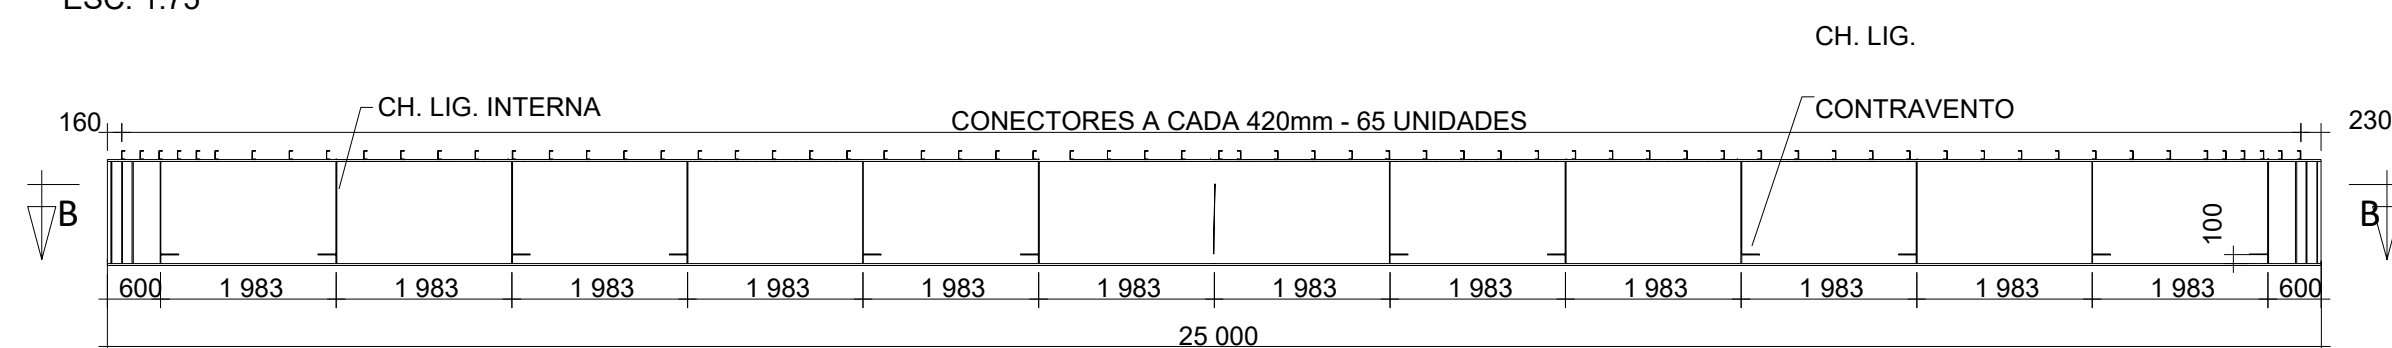 ESC. 1:75
CH. LIG.
CH. LIG. INTERNA
CONECTORES A CADA 420mm - 65 UNIDADES
CONTRAVENTO
160
230
B
B
100
600 1 983 1 983 1 983 1 983 1 983 1 983 1 983 1 983 1 983 1 983 1 983 1 983 600
25 000